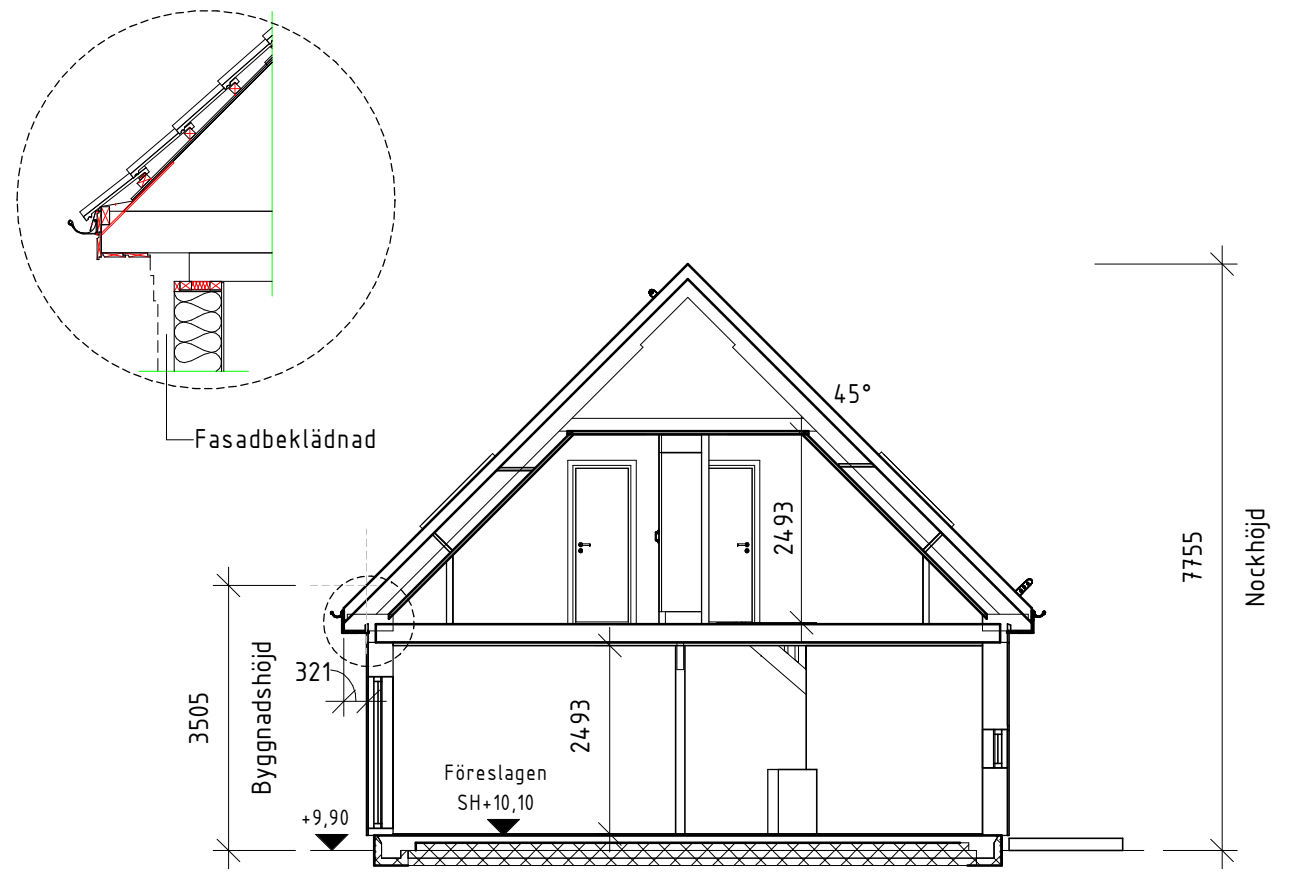 Fasadbeklädnad
45°
2493
7755
Nockhöjd
3505
Byggnadshöjd
321
2493
Föreslagen
SH+10,10
+9,90